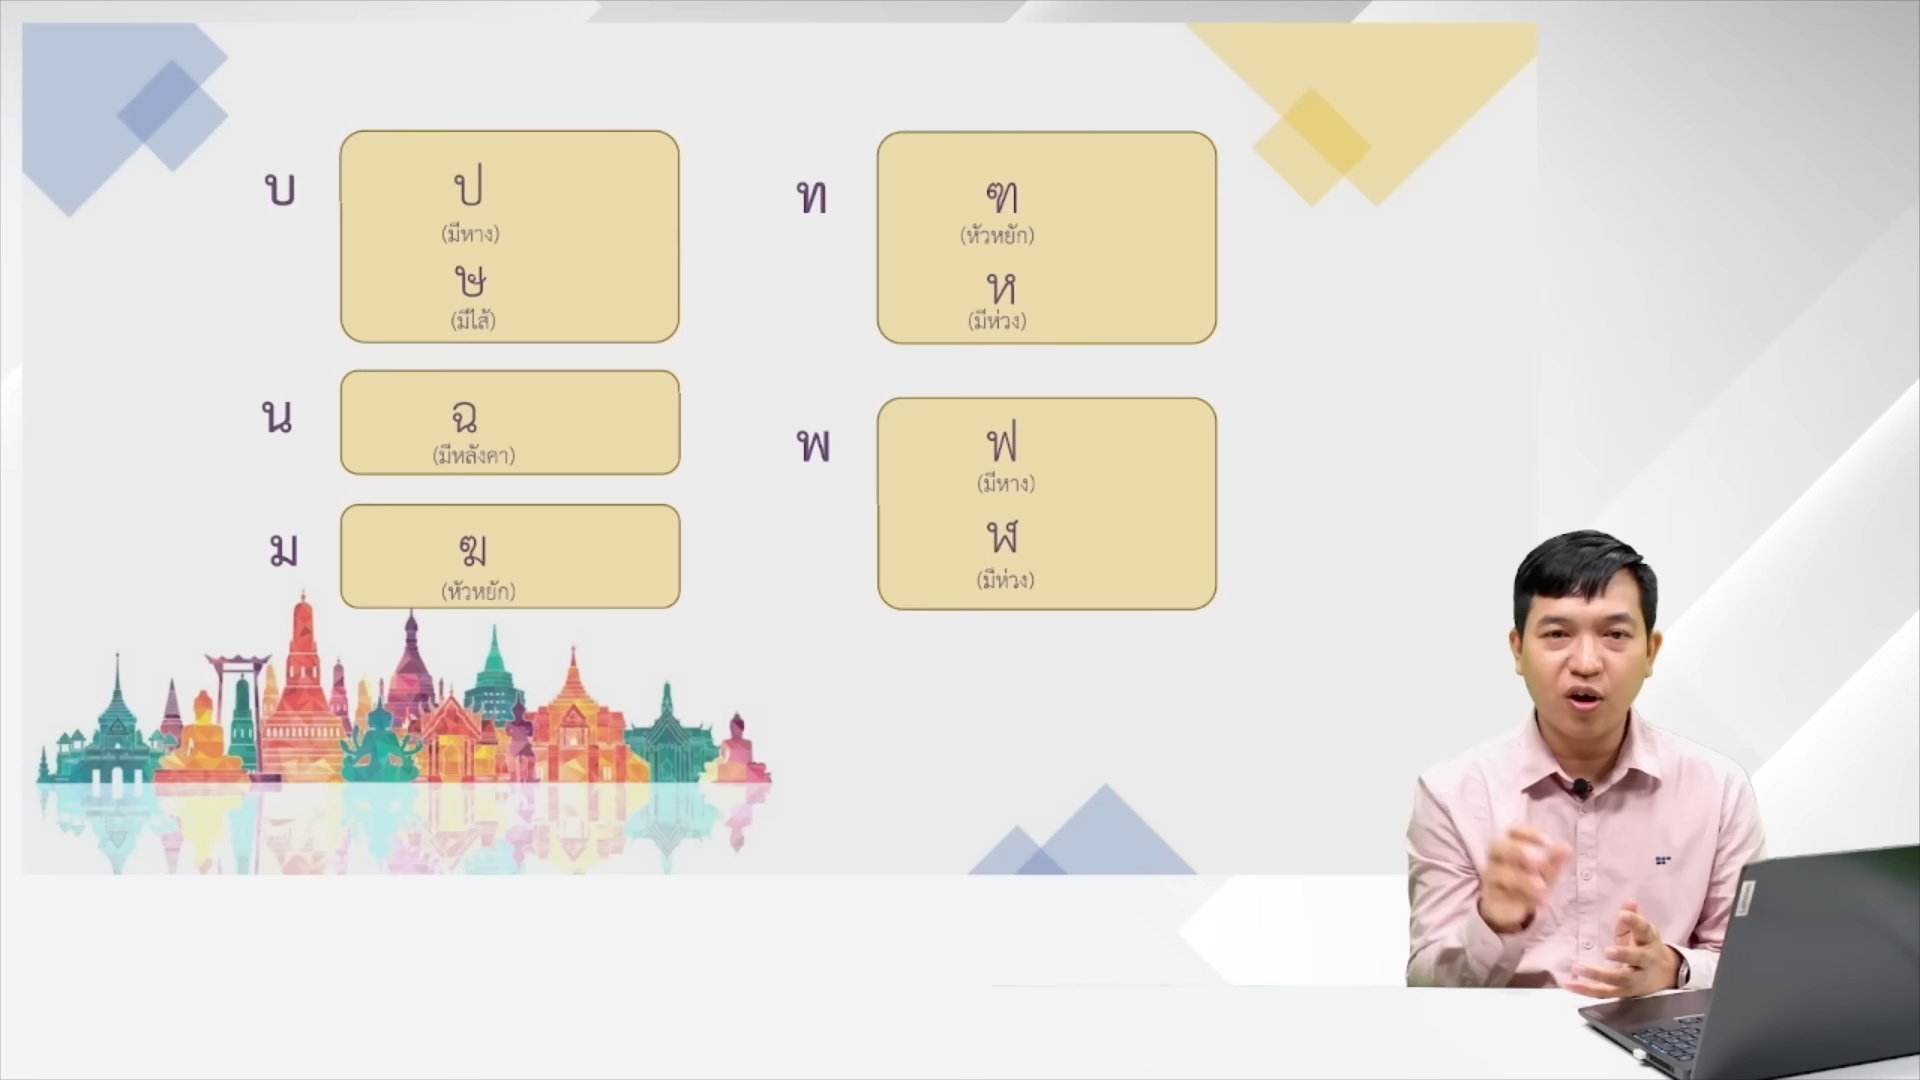 บ
ป
(มีหาง)
ษ
(มีไส้)
น
ฉ
(มีหลังคา)
ม
ฆ
(หัวหยัก)
ท
ฑ
(หัวหยัก)
ห
(มีห่วง)
พ
ฟ
(มีหาง)
ฬ
(มีห่วง)